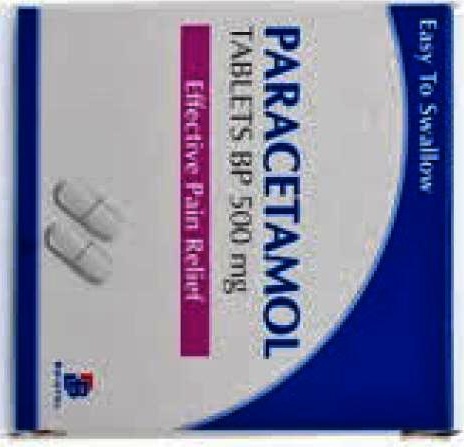 Easy To Swallow
PARACETAMOL
TABLETS BP 500 mg
Effective Pain Relief